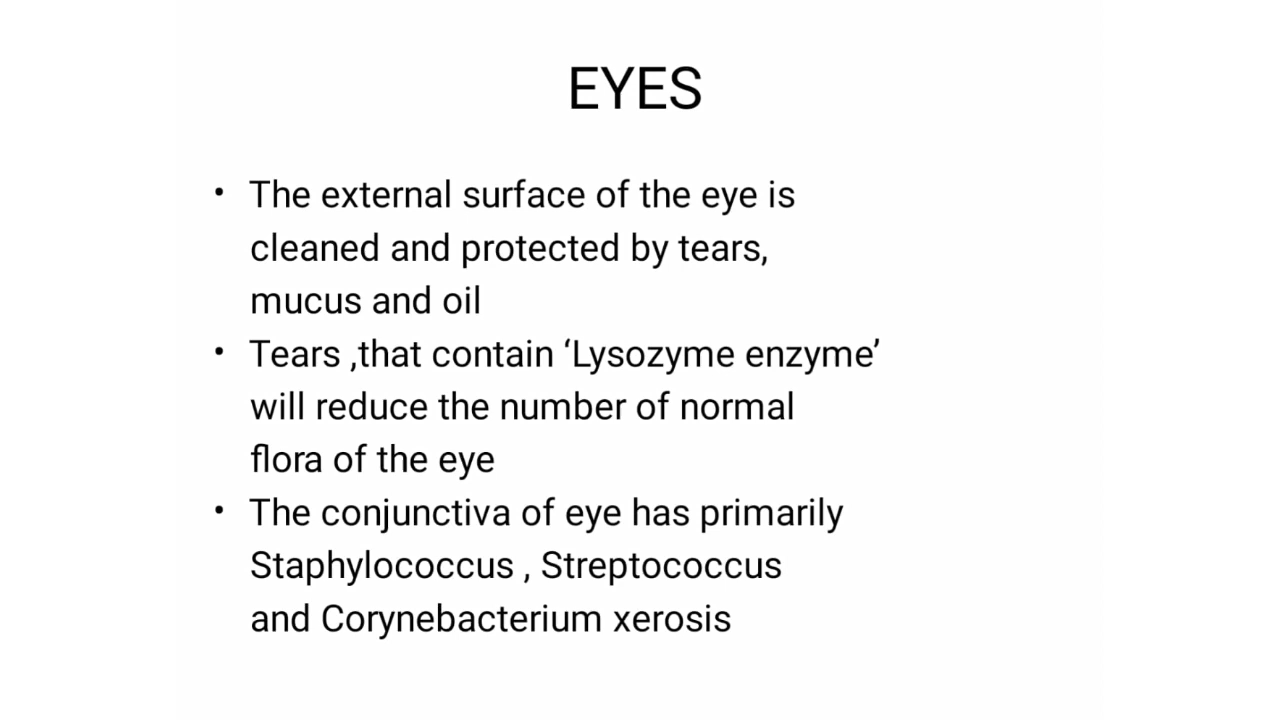 EYES
• The external surface of the eye is
cleaned and protected by tears,
mucus and oil
• Tears ,that contain ‘Lysozyme enzyme’
will reduce the number of normal
flora of the eye
• The conjunctiva of eye has primarily
Staphylococcus , Streptococcus
and Corynebacterium xerosis